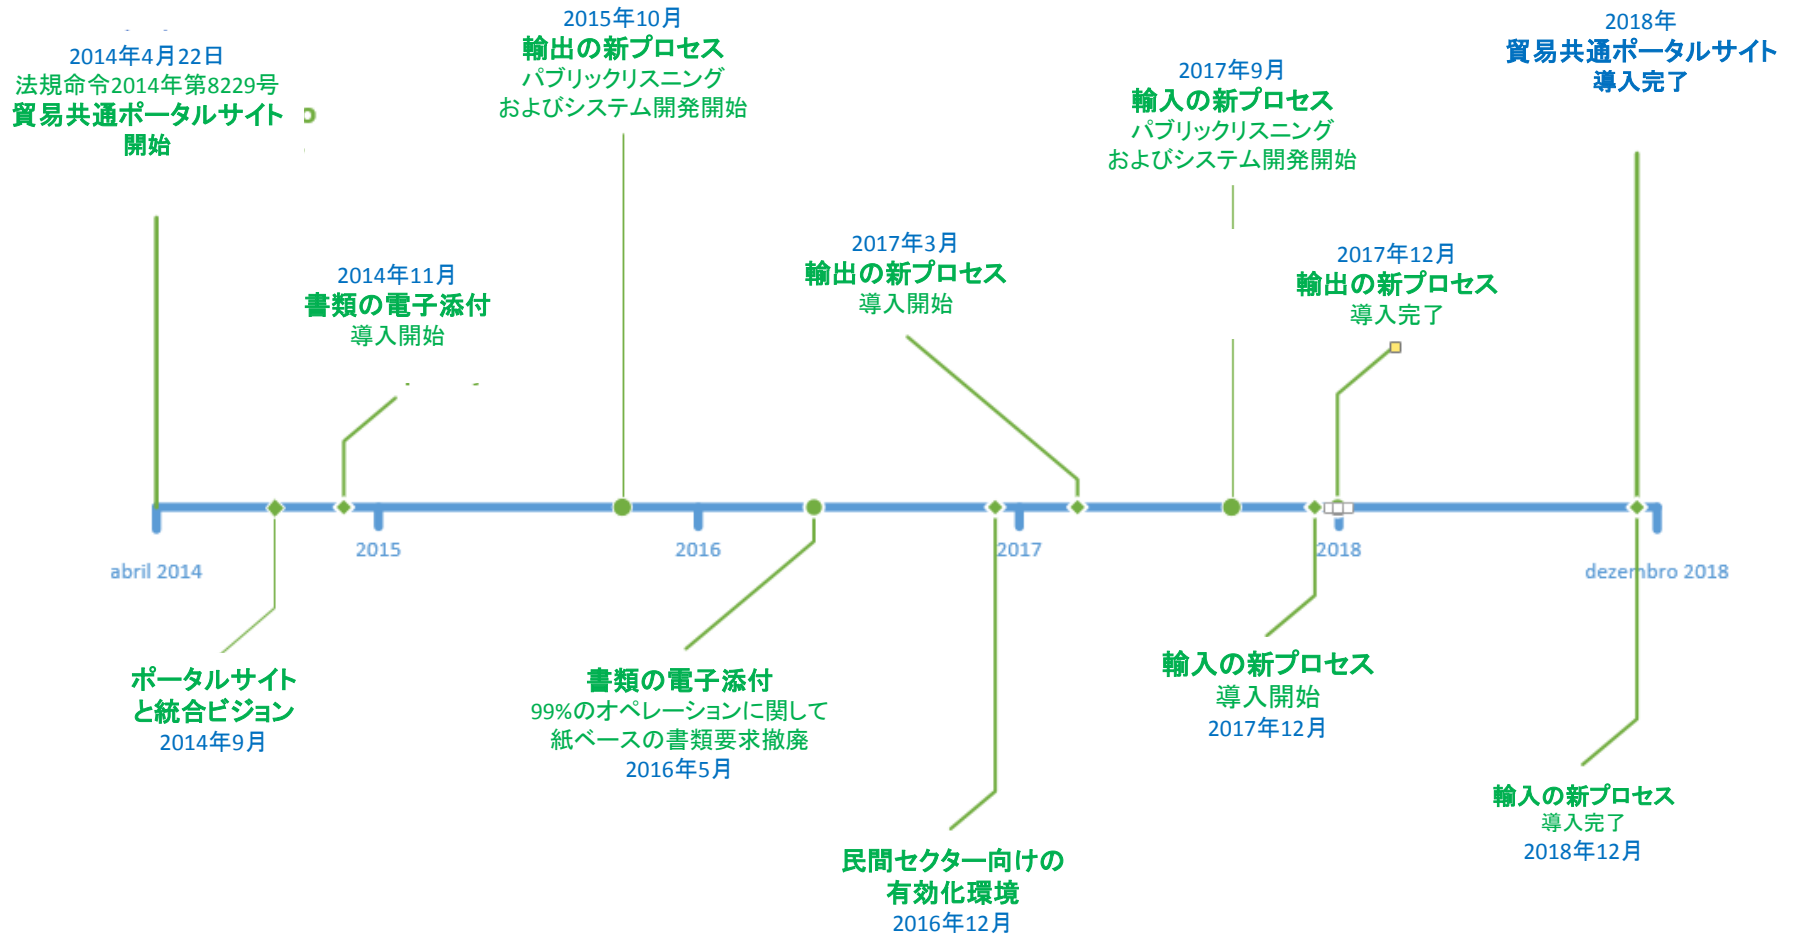 2014年4月22日
法規命令2014年第8229号
貿易共通ポータルサイト
開始
2014年11月
書類の電子添付
導入開始
2015年10月
輸出の新プロセス
パブリックリスニング
およびシステム開発開始
2017年3月
輸出の新プロセス
導入開始
2017年9月
輸入の新プロセス
パブリックリスニング
およびシステム開発開始
2017年12月
輸出の新プロセス
導入完了
2018年
貿易共通ポータルサイト
導入完了
abril 2014
2015
2016
2017
2018
dezembro 2018
ポータルサイト
と統合ビジョン
2014年9月
書類の電子添付
99%のオペレーションに関して
紙ベースの書類要求撤廃
2016年5月
民間セクター向けの
有効化環境
2016年12月
輸入の新プロセス
導入開始
2017年12月
輸入の新プロセス
導入完了
2018年12月